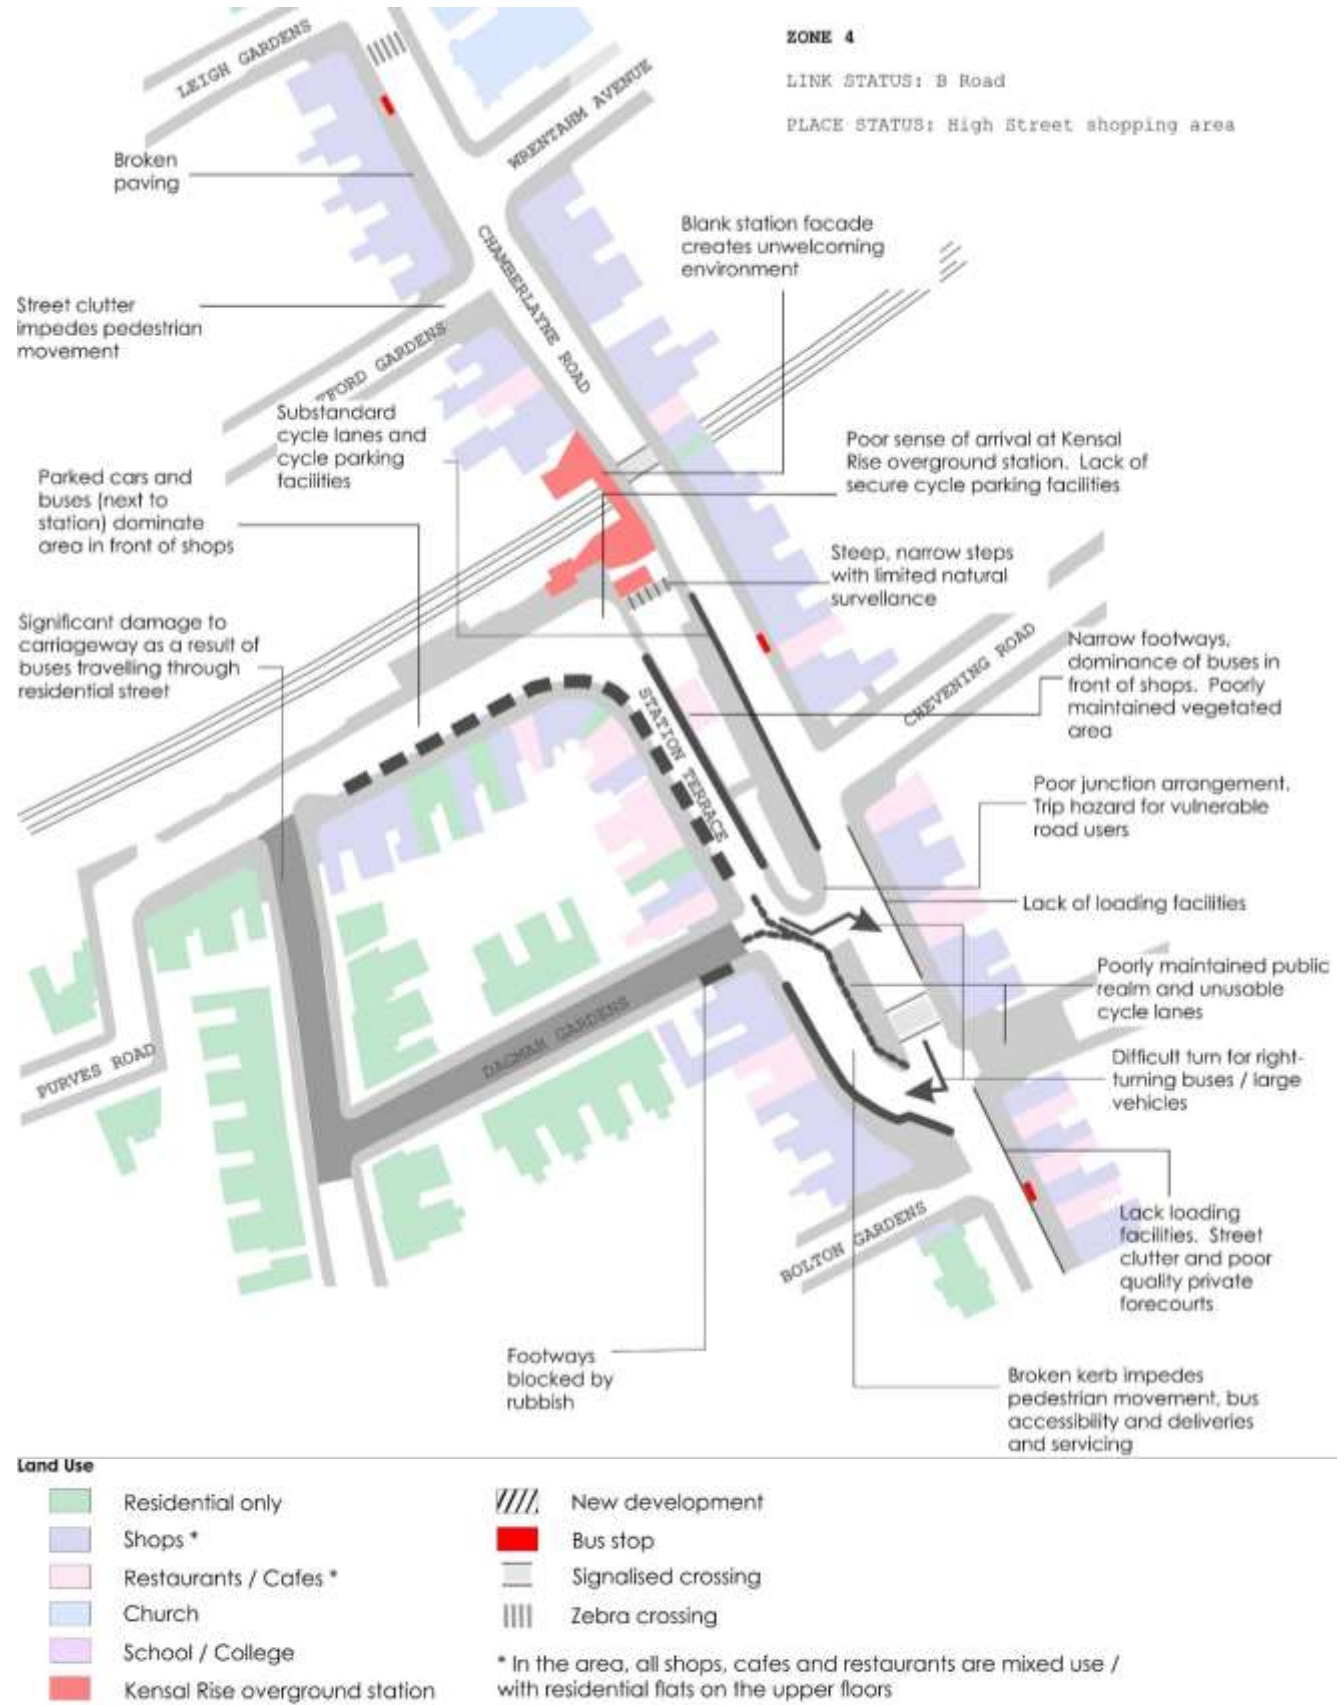 ZONE 4
LINK STATUS: B Road
PLACE STATUS: High Street shopping area
LEIGH GARDENS
WRENTAHM AVENUE
Broken
paving
CHAMBERLAYNE ROAD
Blank station facade
creates unwelcoming
environment
Street clutter
impedes pedestrian
movement
FFORD GARDENS
Substandard
cycle lanes and
cycle parking
facilities
Poor sense of arrival at Kensal
Rise overground station. Lack of
secure cycle parking facilities
Parked cars and
buses (next to
station) dominate
area in front of shops
Steep, narrow steps
with limited natural
survellance
Significant damage to
carriageway as a result of
buses travelling through
residential street
CHEVENING ROAD
Narrow footways,
dominance of buses in
front of shops. Poorly
maintained vegetated
area
STATION TERRACE
Poor junction arrangement.
Trip hazard for vulnerable
road users
Lack of loading facilities
Poorly maintained public
realm and unusable
cycle lanes
DAGMAR GARDENS
PURVES ROAD
Difficult turn for right-
turning buses / large
vehicles
BOLTON GARDENS
Lack loading
facilities. Street
clutter and poor
quality private
forecourts
Footways
blocked by
rubbish
Broken kerb impedes
pedestrian movement, bus
accessibility and deliveries
and servicing
Land Use
Residential only
Shops *
Restaurants / Cafes *
Church
School / College
Kensal Rise overground station
New development
Bus stop
Signalised crossing
Zebra crossing
* In the area, all shops, cafes and restaurants are mixed use /
with residential flats on the upper floors